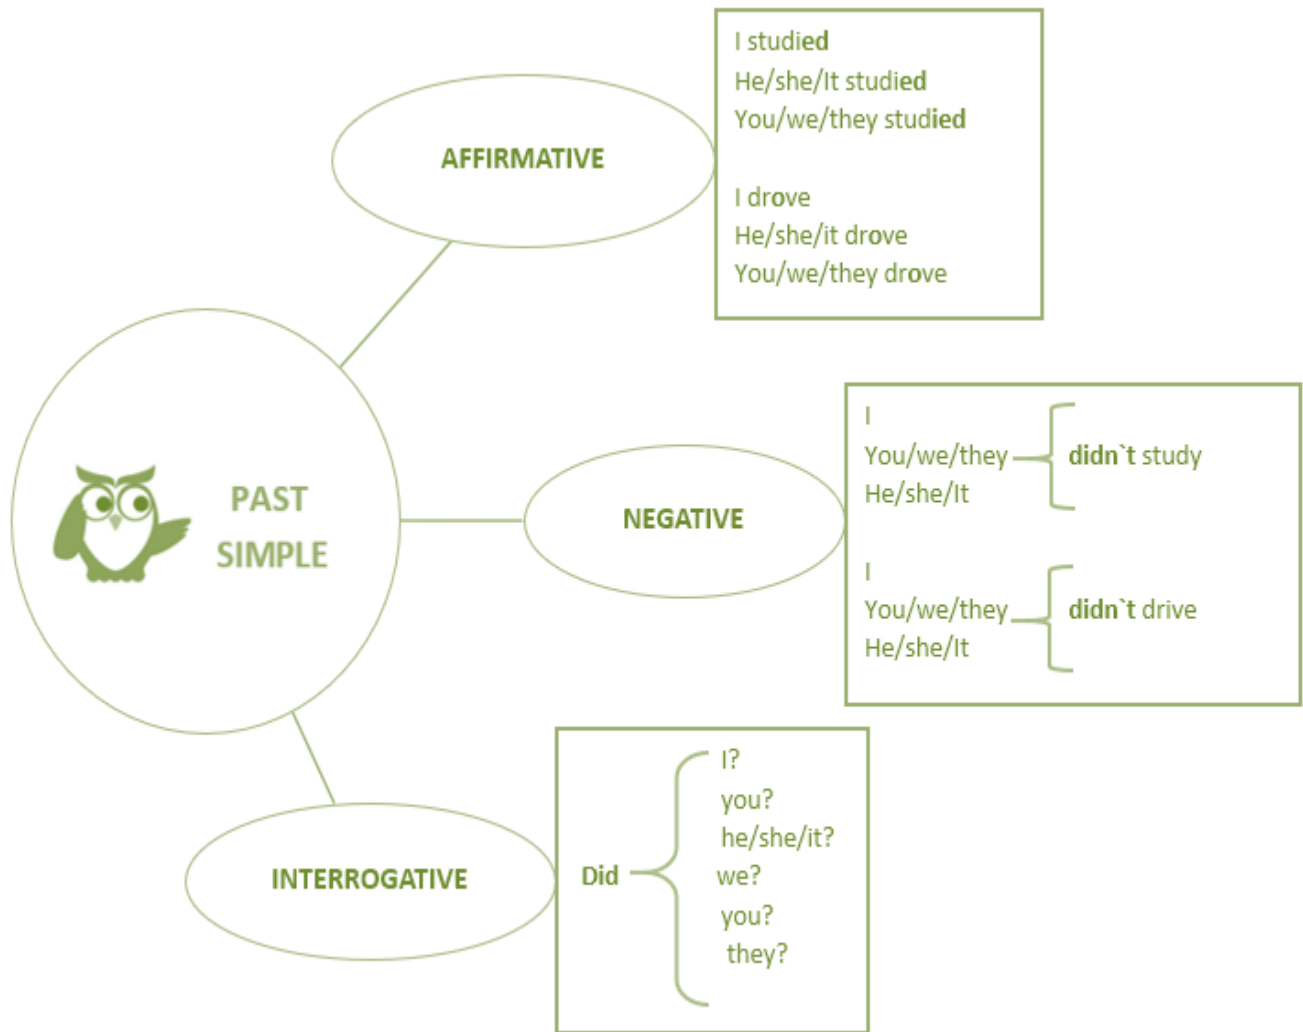 PAST
SIMPLE
AFFIRMATIVE
I studied
He/she/It studied
You/we/they studied
I drove
He/she/it drove
You/we/they drove
NEGATIVE
I
You/we/they
He/she/It
didn`t study
I
You/we/they
He/she/It
didn`t drive
INTERROGATIVE
Did
I?
you?
he/she/it?
we?
you?
they?